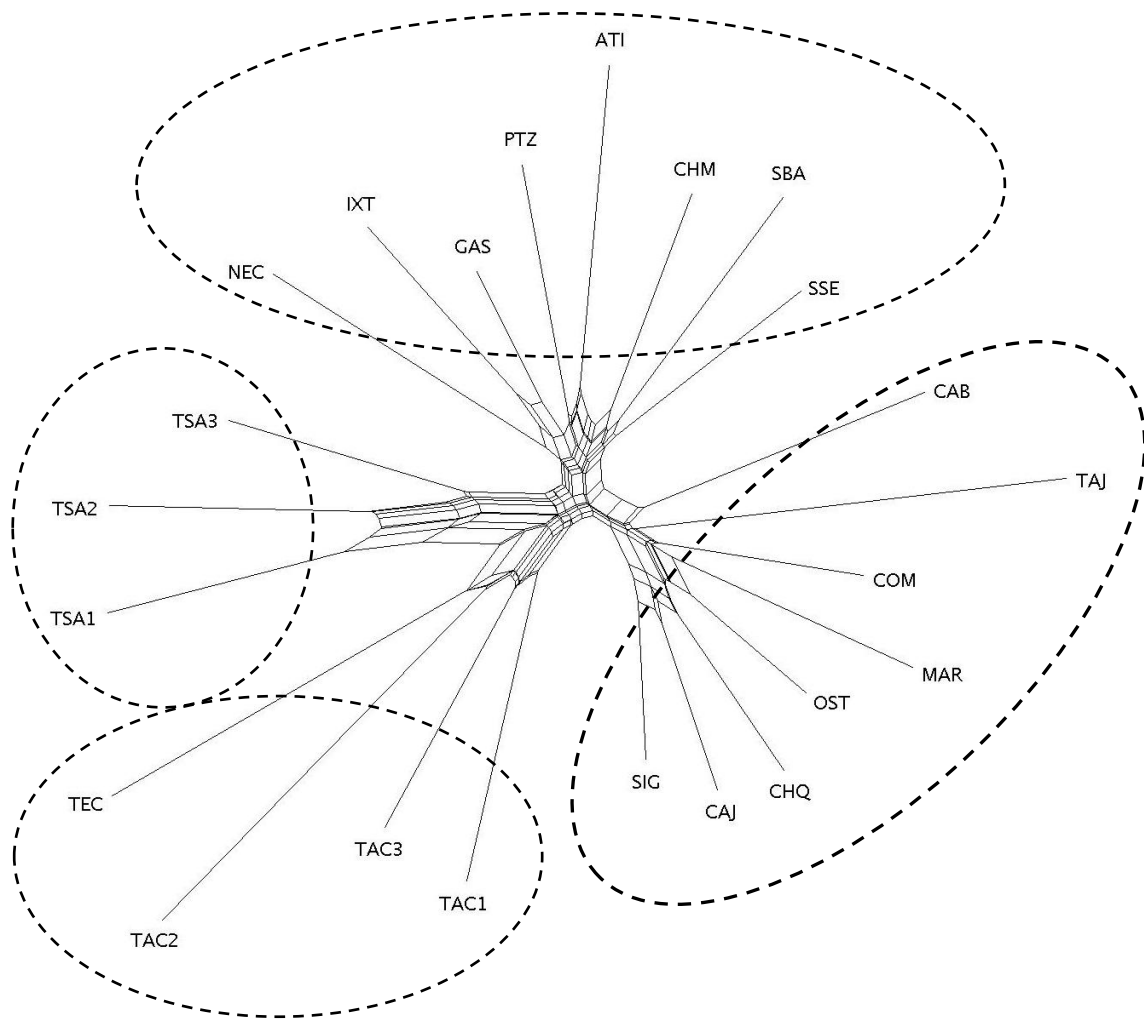 ATI
PTZ
CHM
SBA
IXT
GAS
NEC
SSE
CAB
TSA3
TAJ
TSA2
COM
TSA1
MAR
OST
SIG
CHQ
TEC
CAJ
TAC3
TAC1
TAC2